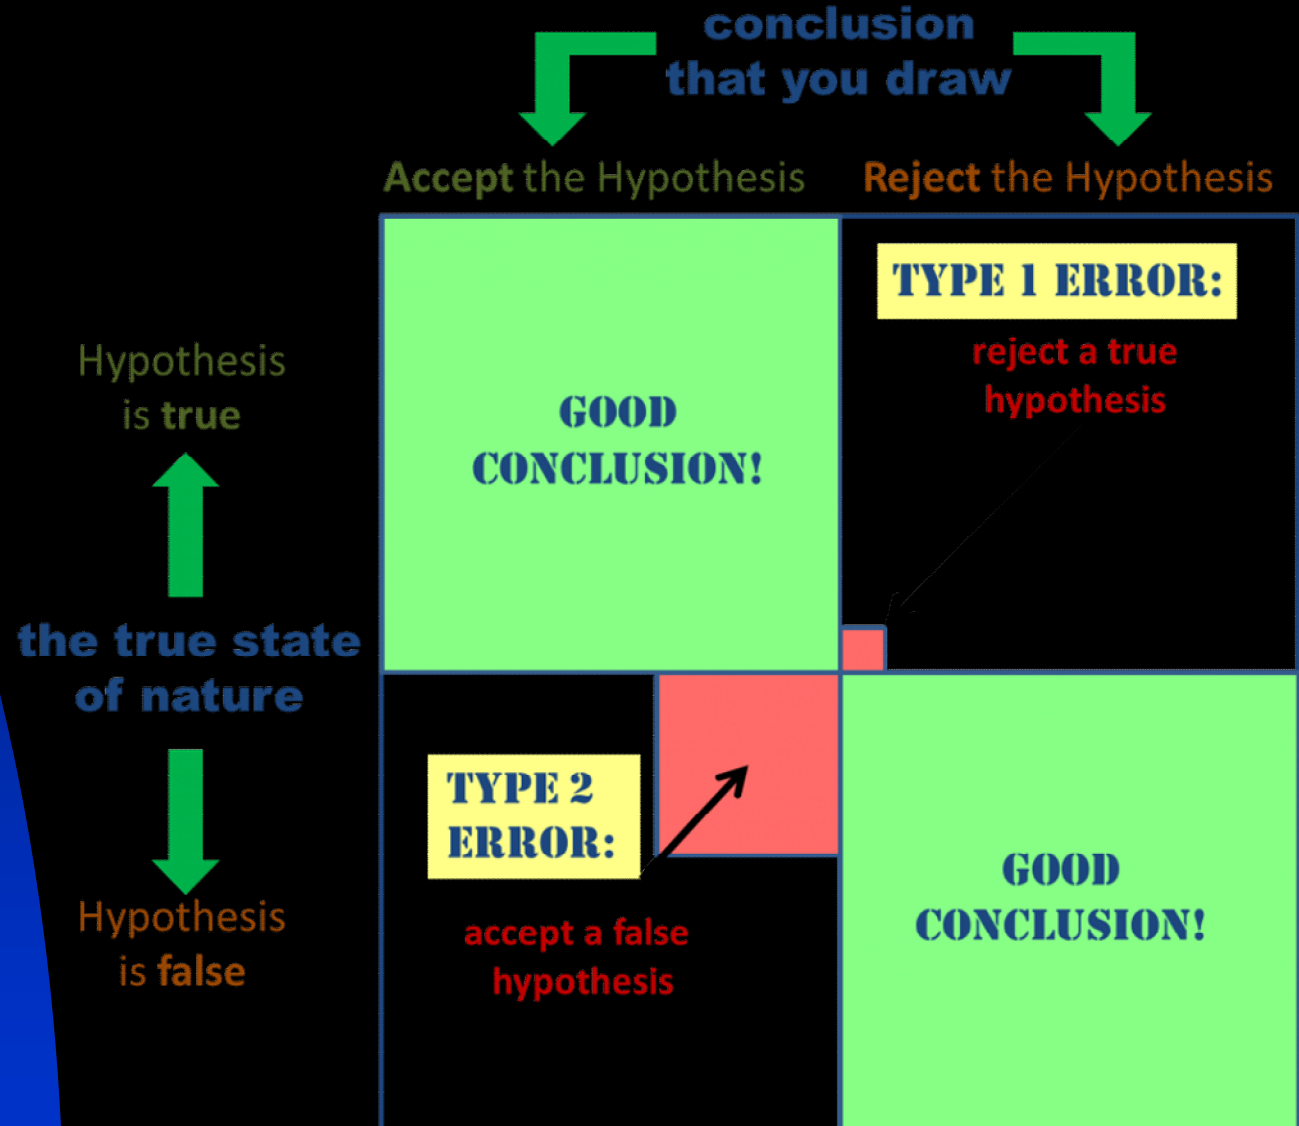 conclusion
that you draw
Accept the Hypothesis
Reject the Hypothesis
TYPE 1 ERROR:
reject a true
hypothesis
Hypothesis
is true
GOOD
CONCLUSION!
the true state
of nature
TYPE 2
ERROR:
accept a false
hypothesis
GOOD
CONCLUSION!
Hypothesis
is false